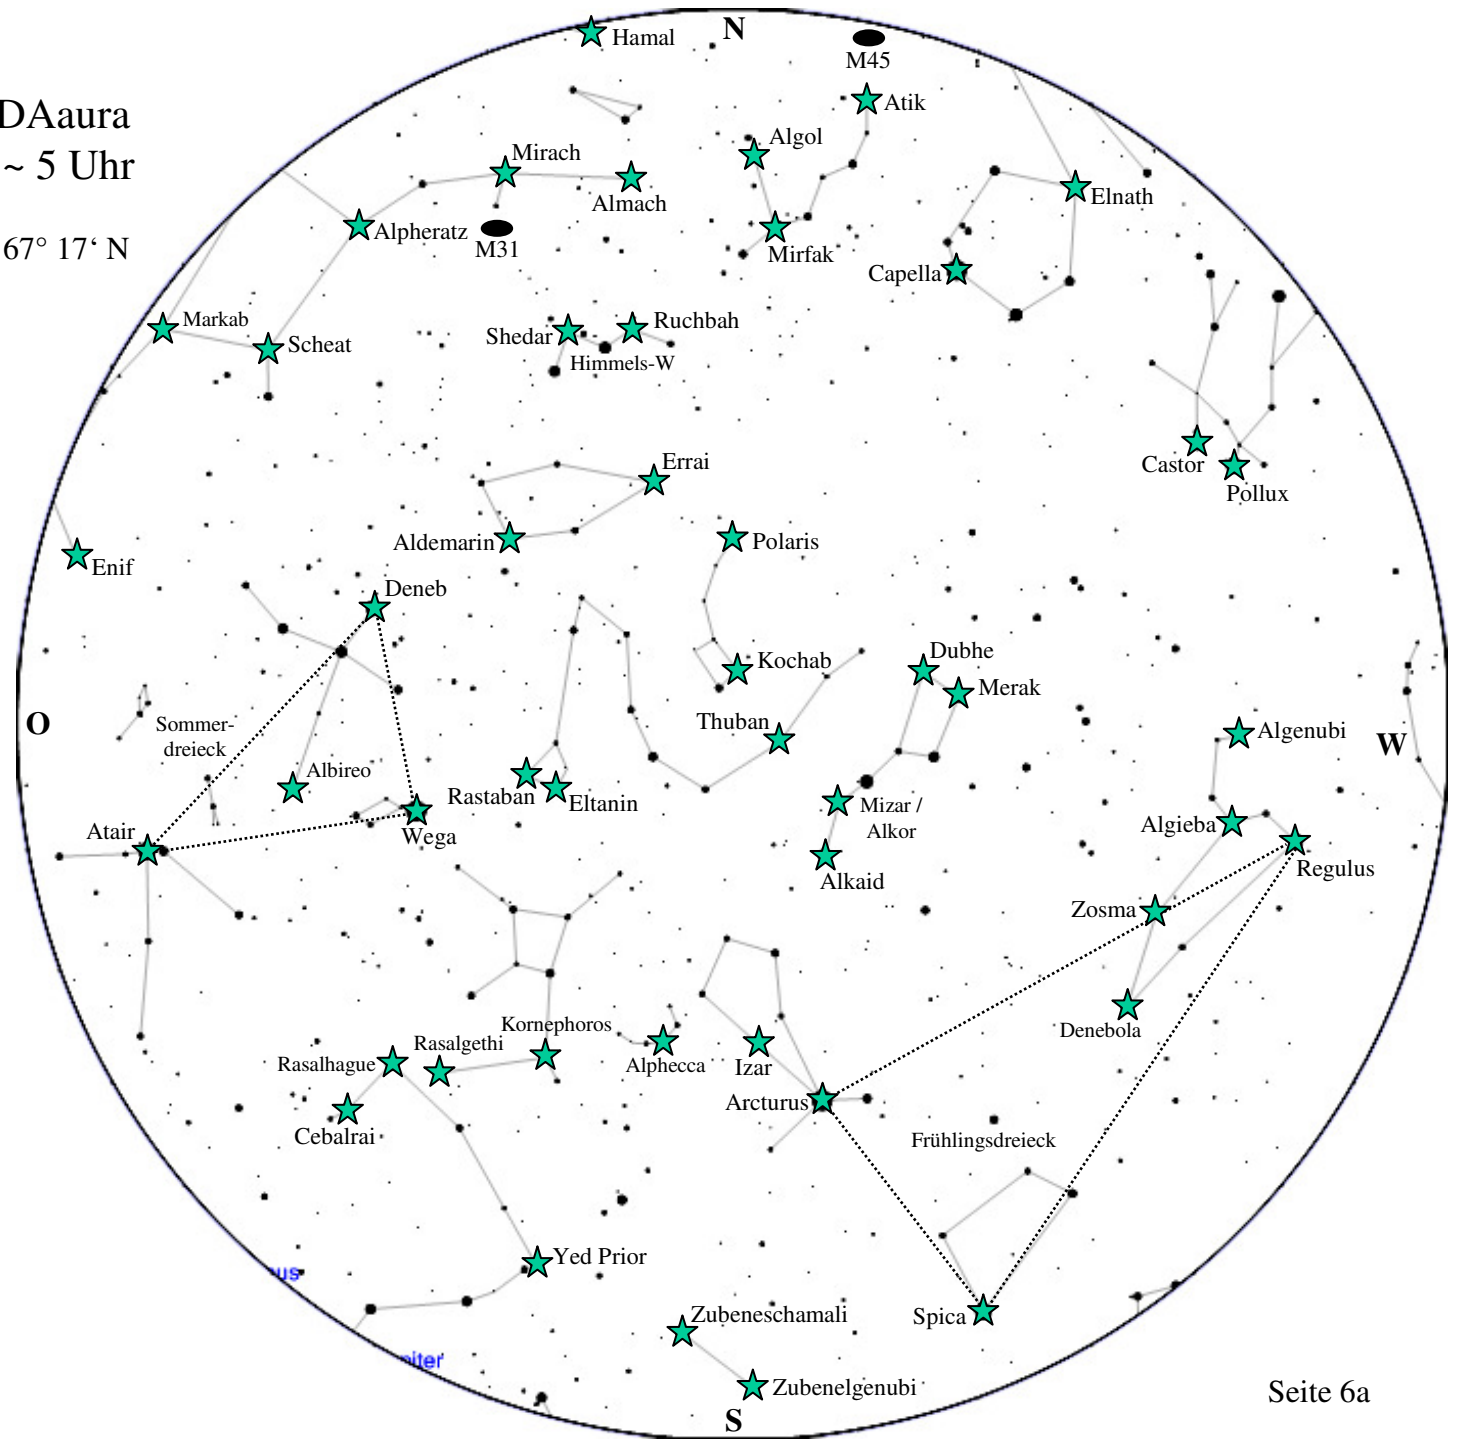 N
Hamal
M45
Atik
DAaura
~ 5 Uhr
67° 17‘ N
Algol
Mirach
Almach
Elnath
Alpheratz
M31
Mirfak
Capella
Markab
Scheat
Shedar
Ruchbah
Himmels-W
Castor
Pollux
Errai
Aldemarin
Polaris
Enif
Deneb
Kochab
Dubhe
Merak
Thuban
O
Sommer-
dreieck
Algenubi
W
Albireo
Rastaban
Eltanin
Mizar /
Alkor
Atair
Wega
Algieba
Regulus
Alkaid
Zosma
Denebola
Kornephoros
Rasalgethi
Rasalhague
Alphecca
Izar
Arcturus
Cebalrai
Frühlingsdreieck
Yed Prior
us
Zubeneschamali
Spica
piter
Zubenelgenubi
S
Seite 6a